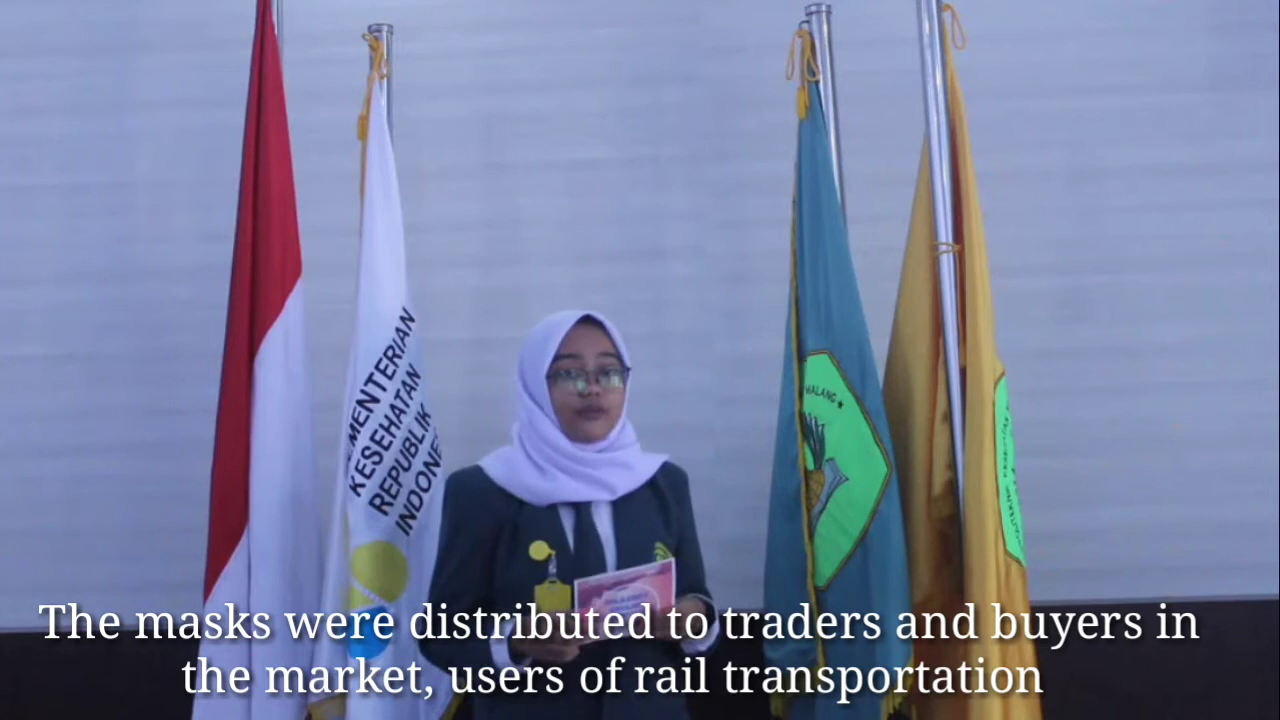 KEMENTERIAN
KESEHATAN
REPUBLIK
MALANG
The masks were distributed to traders and buyers in
the market, users of rail transportation